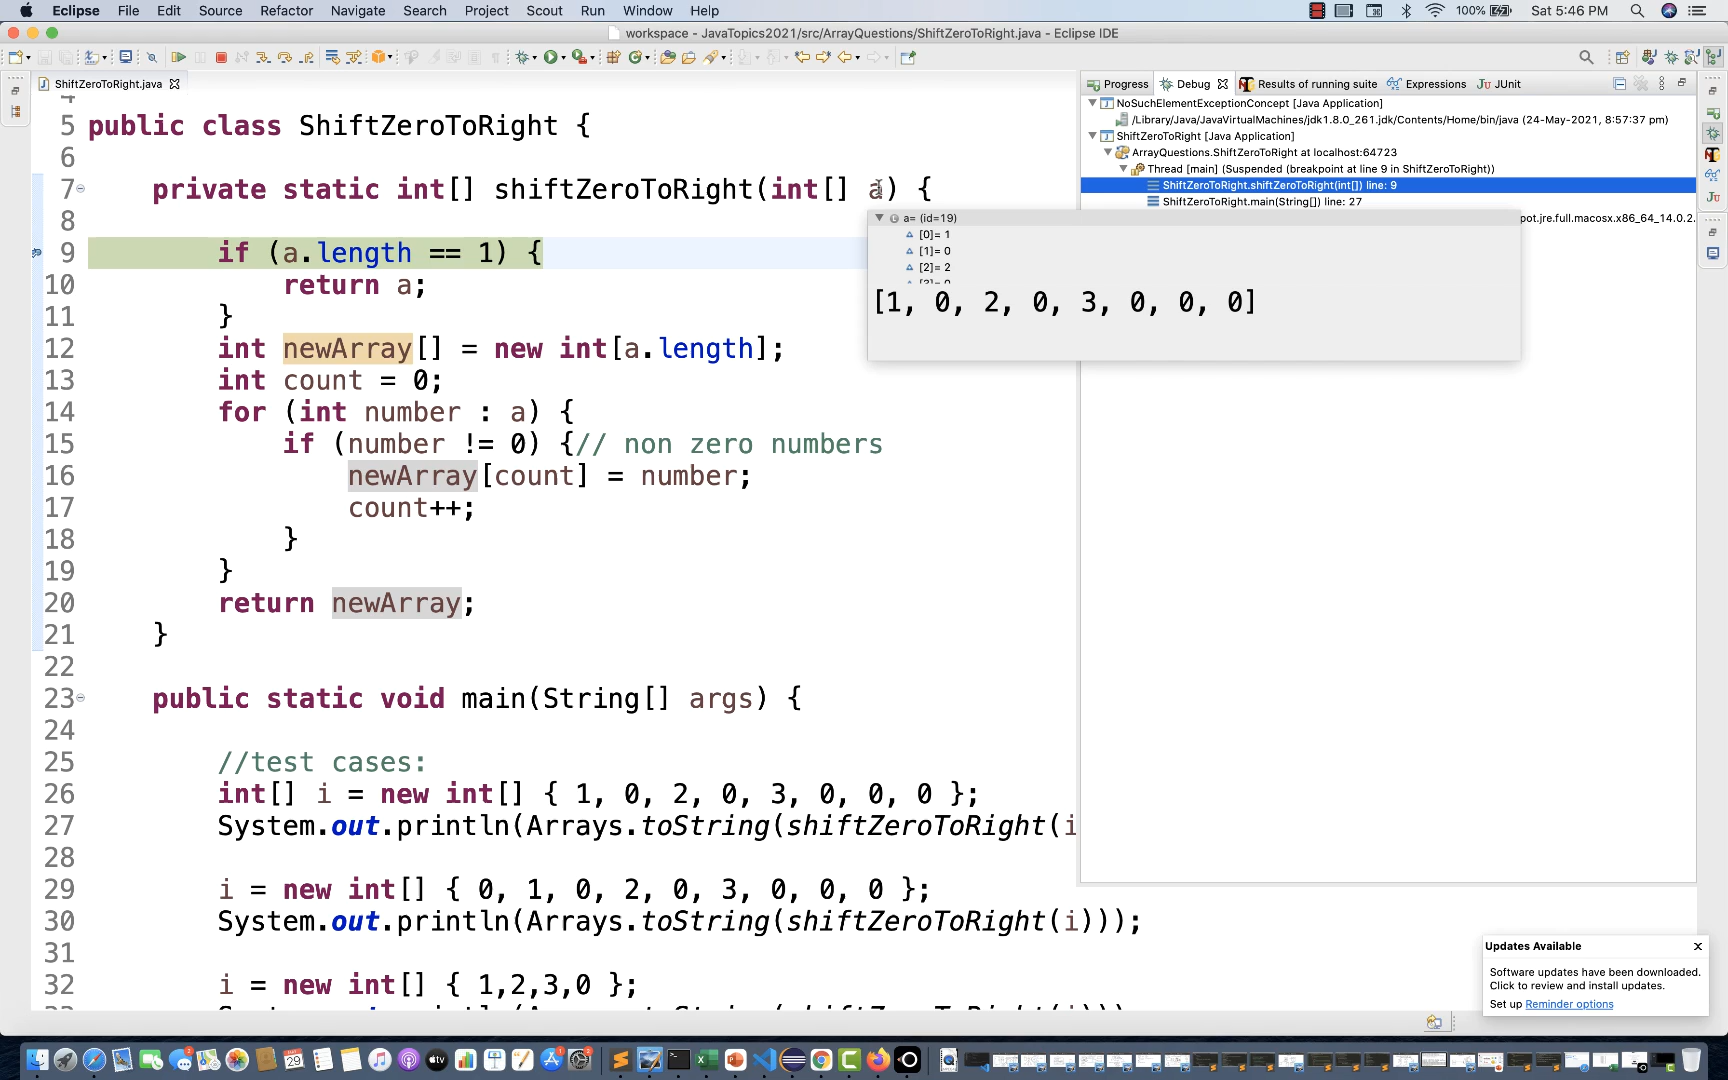 Eclipse File Edit Source Refactor Navigate Search Project Scout Run Window Help 100% Sat 5:46 PM
workspace - JavaTopics2021/src/ArrayQuestions/ShiftZeroToRight.java - Eclipse IDE
ShiftZeroToRight.java
5 public class ShiftZeroToRight {
6
7 private static int[] shiftZeroToRight(int[] a) {
8
9 if (a.length == 1) {
10 return a;
11 }
12 int newArray[] = new int[a.length];
13 int count = 0;
14 for (int number : a) {
15 if (number != 0) {// non zero numbers
16 newArray[count] = number;
17 count++;
18 }
19 }
20 return newArray;
21 }
22
23 public static void main(String[] args) {
24
25 //test cases:
26 int[] i = new int[] { 1, 0, 2, 0, 3, 0, 0, 0 };
27 System.out.println(Arrays.toString(shiftZeroToRight(i
28
29 i = new int[] { 0, 1, 0, 2, 0, 3, 0, 0, 0 };
30 System.out.println(Arrays.toString(shiftZeroToRight(i)));
31
32 i = new int[] { 1,2,3,0 };
a= (id=19)
[0]= 1
[1]= 0
[2]= 2
[3]= 0
[1, 0, 2, 0, 3, 0, 0, 0]
Progress Debug Results of running suite Expressions JUnit
NoSuchElementExceptionConcept [Java Application]
/Library/Java/JavaVirtualMachines/jdk1.8.0_261.jdk/Contents/Home/bin/java (24-May-2021, 8:57:37 pm)
ShiftZeroToRight [Java Application]
ArrayQuestions.ShiftZeroToRight at localhost:64723
Thread [main] (Suspended (breakpoint at line 9 in ShiftZeroToRight))
ShiftZeroToRight.shiftZeroToRight(int[]) line: 9
ShiftZeroToRight.main(String[]) line: 27
pot.jre.full.macosx.x86_64_14.0.2.
Updates Available
Software updates have been downloaded.
Click to review and install updates.
Set up Reminder options